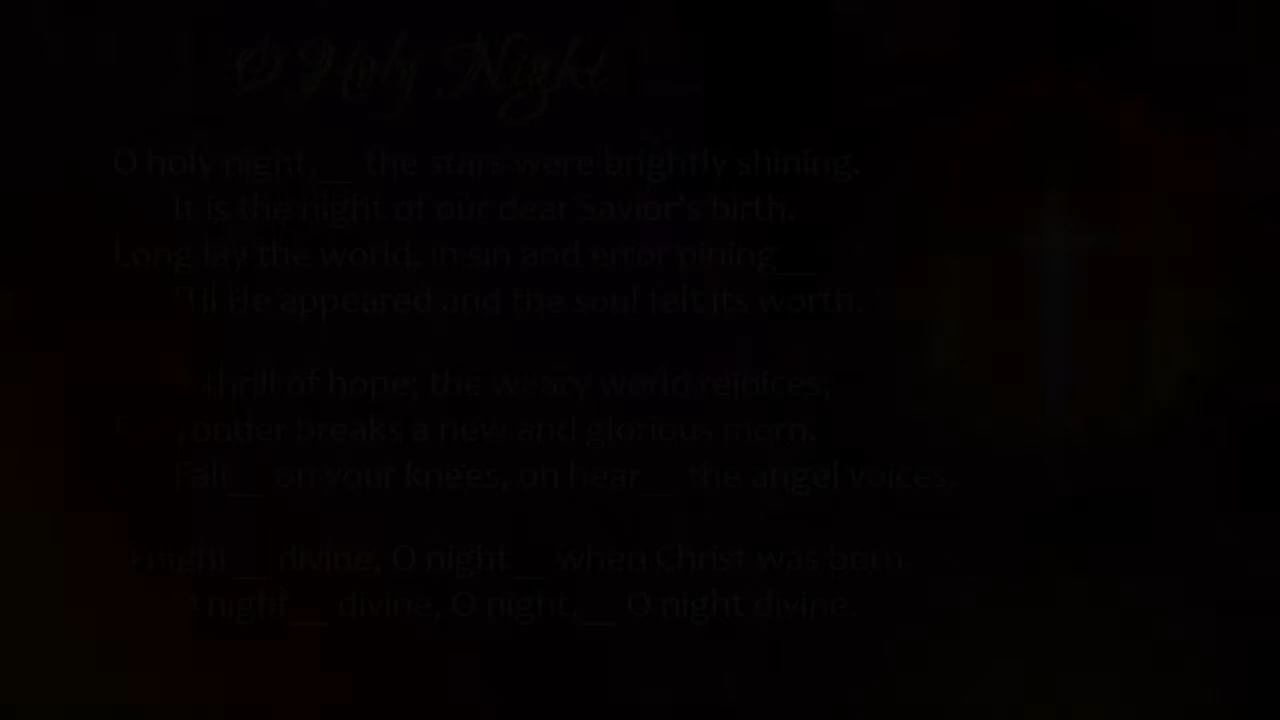 O Holy Night
O holy night,__ the stars were brightly shining.
It is the night of our dear Savior's birth.
Long lay the world, in sin and error pining__
'Til He appeared and the soul felt its worth.
thrill of hope; the weary world rejoices,
yonder breaks a new and glorious morn.
Fall__ on your knees, oh hear__ the angel voices.
night__ divine, O night__ when Christ was born.
night__ divine, O night,__ O night divine.